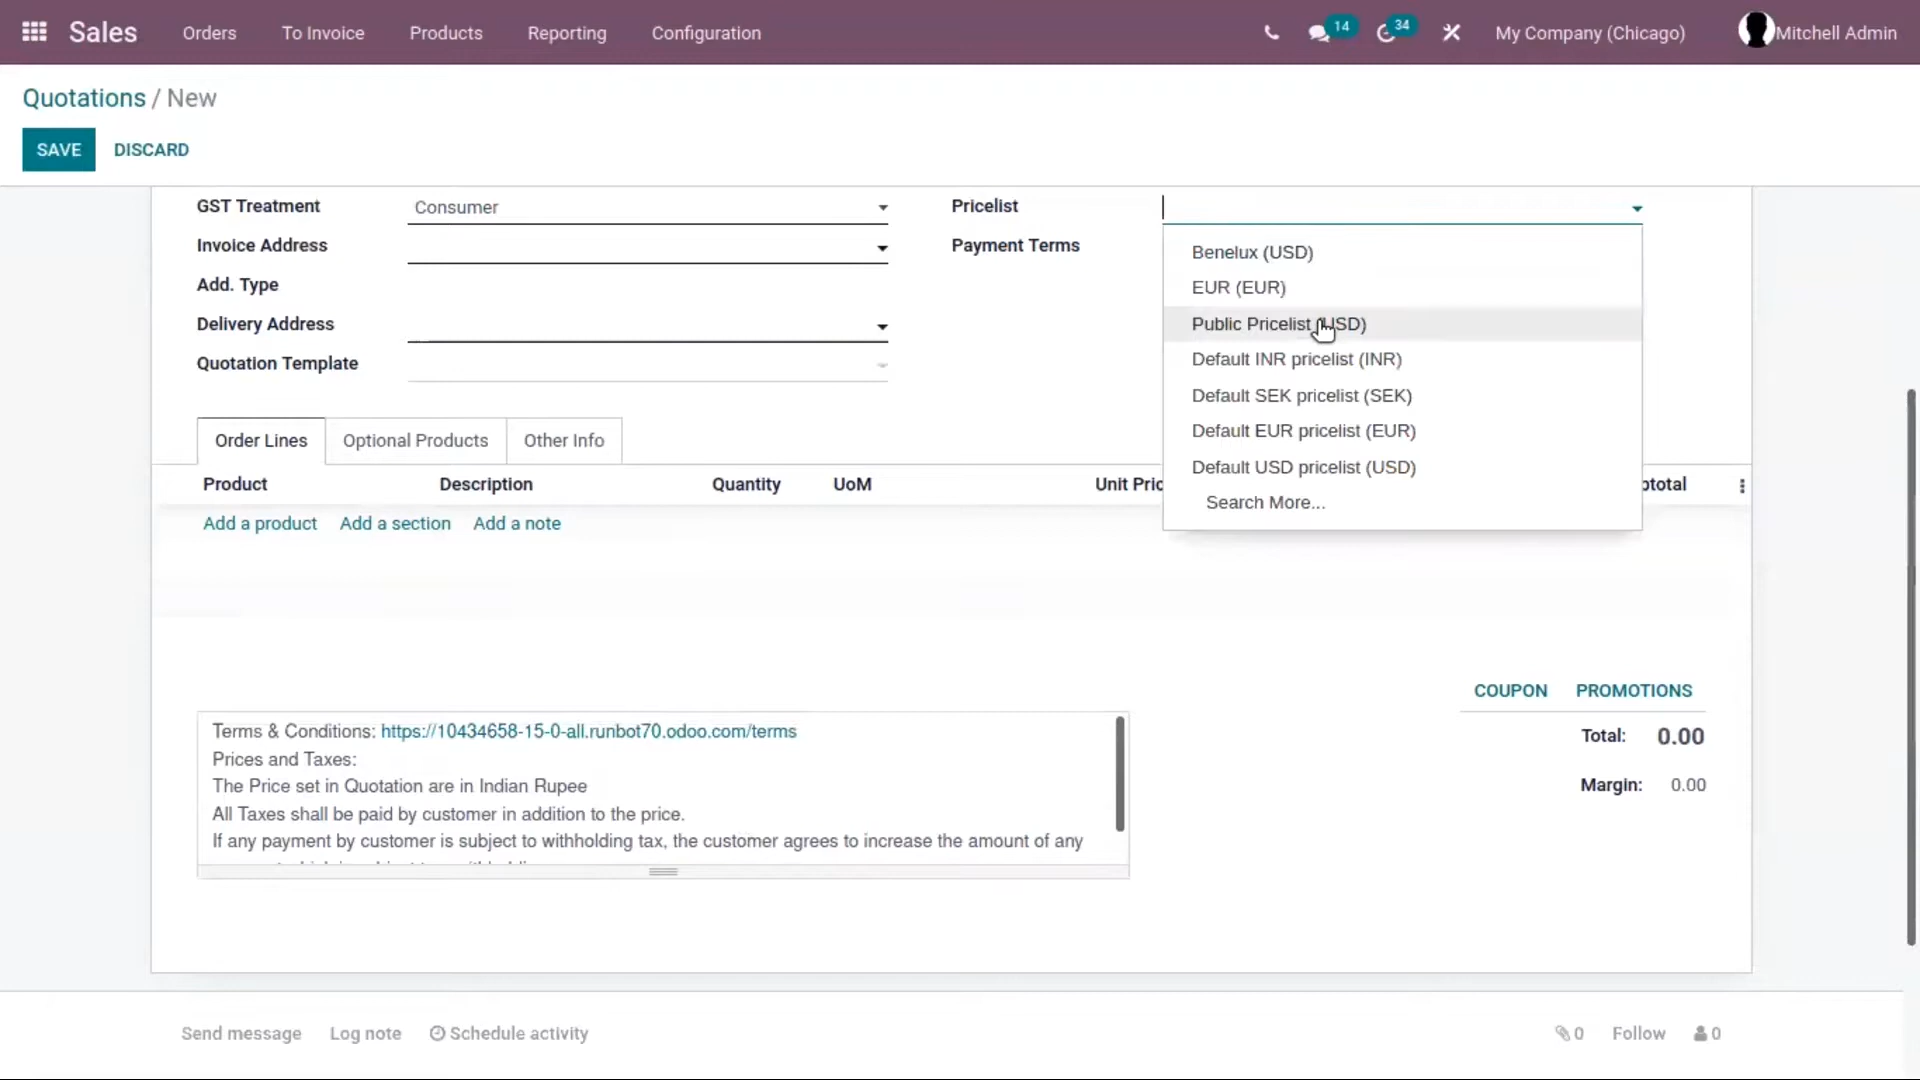 Sales Orders To Invoice Products Reporting Configuration 14 34 My Company (Chicago) Mitchell Admin
Quotations / New
SAVE DISCARD
GST Treatment Consumer Pricelist
Invoice Address Payment Terms
Benelux (USD)
Add. Type EUR (EUR)
Delivery Address Public Pricelist (USD)
Quotation Template Default INR pricelist (INR)
Default SEK pricelist (SEK)
Order Lines Optional Products Other Info Default EUR pricelist (EUR)
Default USD pricelist (USD)
Product Description Quantity UoM Unit Pric btotal
Search More...
Add a product Add a section Add a note
COUPON PROMOTIONS
Terms & Conditions: https://10434658-15-0-all.runbot70.odoo.com/terms
Total: 0.00
Prices and Taxes:
The Price set in Quotation are in Indian Rupee
Margin: 0.00
All Taxes shall be paid by customer in addition to the price.
If any payment by customer is subject to withholding tax, the customer agrees to increase the amount of any
Send message Log note Schedule activity 0 Follow 0